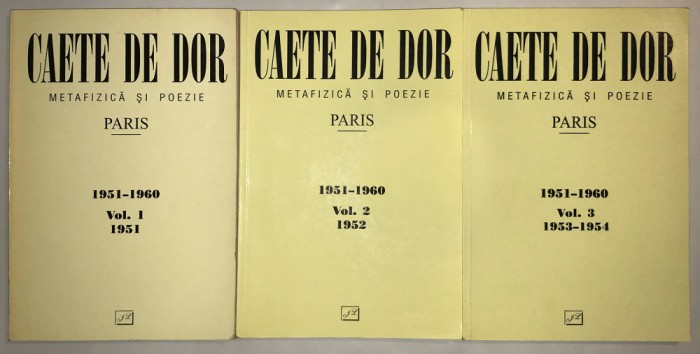 CAETE DE DOR
METAFIZICĂ ȘI POEZIE
PARIS
1951-1960
Vol. 1
1951
CAETE DE DOR
METAFIZICĂ ȘI POEZIE
PARIS
1951-1960
Vol. 2
1952
CAETE DE DOR
METAFIZICĂ ȘI POEZIE
PARIS
1951-1960
Vol. 3
1953-1954